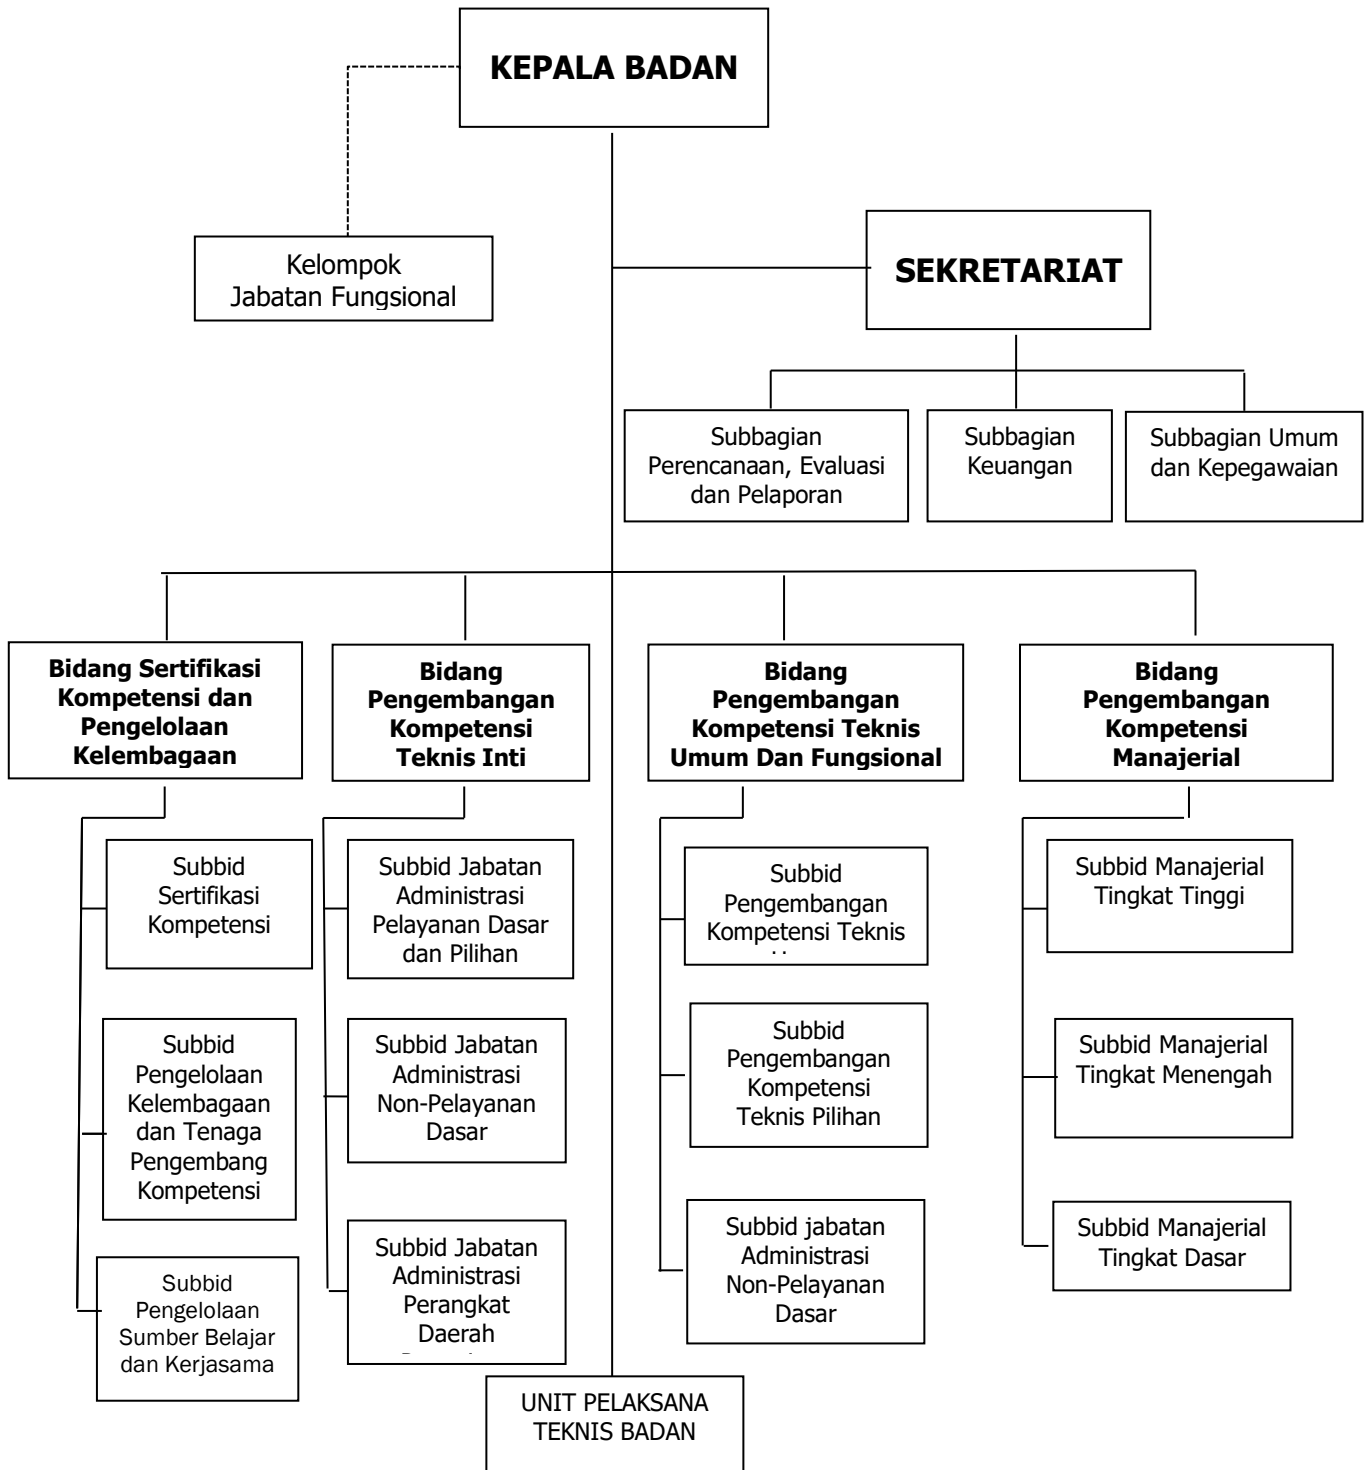 KEPALA BADAN
Kelompok
Jabatan Fungsional
SEKRETARIAT
Subbagian
Perencanaan, Evaluasi
dan Pelaporan
Subbagian
Keuangan
Subbagian Umum
dan Kepegawaian
Bidang Sertifikasi
Kompetensi dan
Pengelolaan
Kelembagaan
Bidang
Pengembangan
Kompetensi
Teknis Inti
Bidang
Pengembangan
Kompetensi Teknis
Umum Dan Fungsional
Bidang
Pengembangan
Kompetensi
Manajerial
Subbid
Sertifikasi
Kompetensi
Subbid Jabatan
Administrasi
Pelayanan Dasar
dan Pilihan
Subbid
Pengembangan
Kompetensi Teknis
Subbid Manajerial
Tingkat Tinggi
Subbid
Pengelolaan
Kelembagaan
dan Tenaga
Pengembang
Kompetensi
Subbid Jabatan
Administrasi
Non-Pelayanan
Dasar
Subbid
Pengembangan
Kompetensi
Teknis Pilihan
Subbid Manajerial
Tingkat Menengah
Subbid
Pengelolaan
Sumber Belajar
dan Kerjasama
Subbid Jabatan
Administrasi
Perangkat
Daerah
Subbid jabatan
Administrasi
Non-Pelayanan
Dasar
Subbid Manajerial
Tingkat Dasar
UNIT PELAKSANA
TEKNIS BADAN